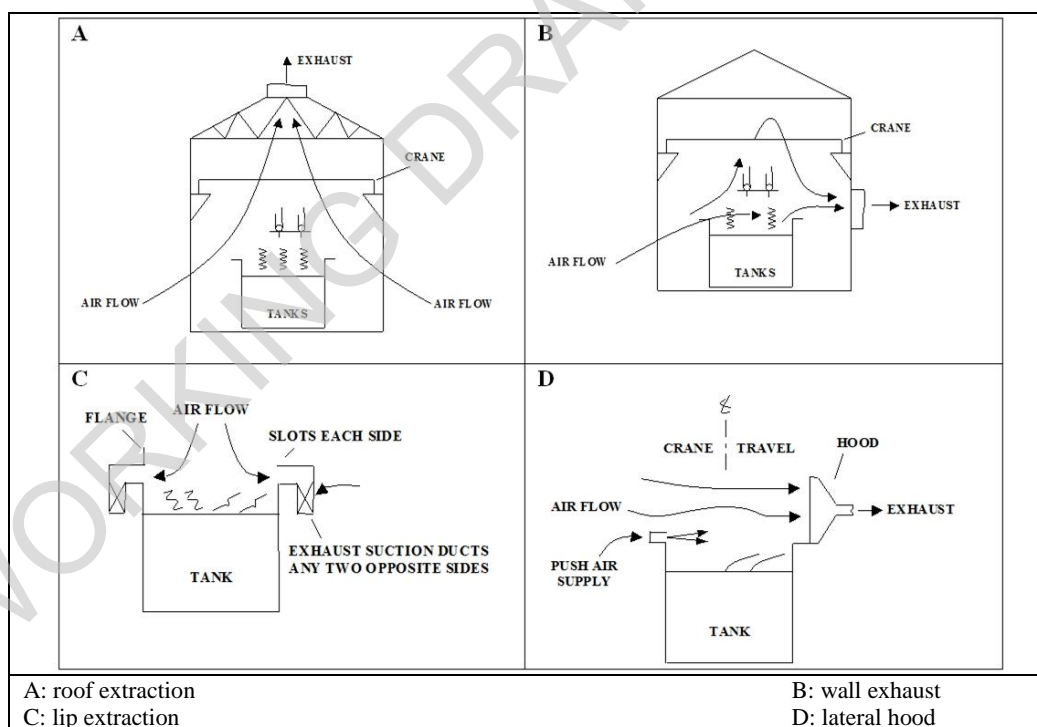 A
EXHAUST
CRANE
AIR FLOW
AIR FLOW
TANKS
B
CRANE
EXHAUST
AIR FLOW
TANKS
C
FLANGE
AIR FLOW
SLOTS EACH SIDE
EXHAUST SUCTION DUCTS
ANY TWO OPPOSITE SIDES
TANK
D
CRANE TRAVEL
HOOD
AIR FLOW
EXHAUST
PUSH AIR
SUPPLY
TANK
A: roof extraction
B: wall exhaust
C: lip extraction
D: lateral hood
WORKING DRA